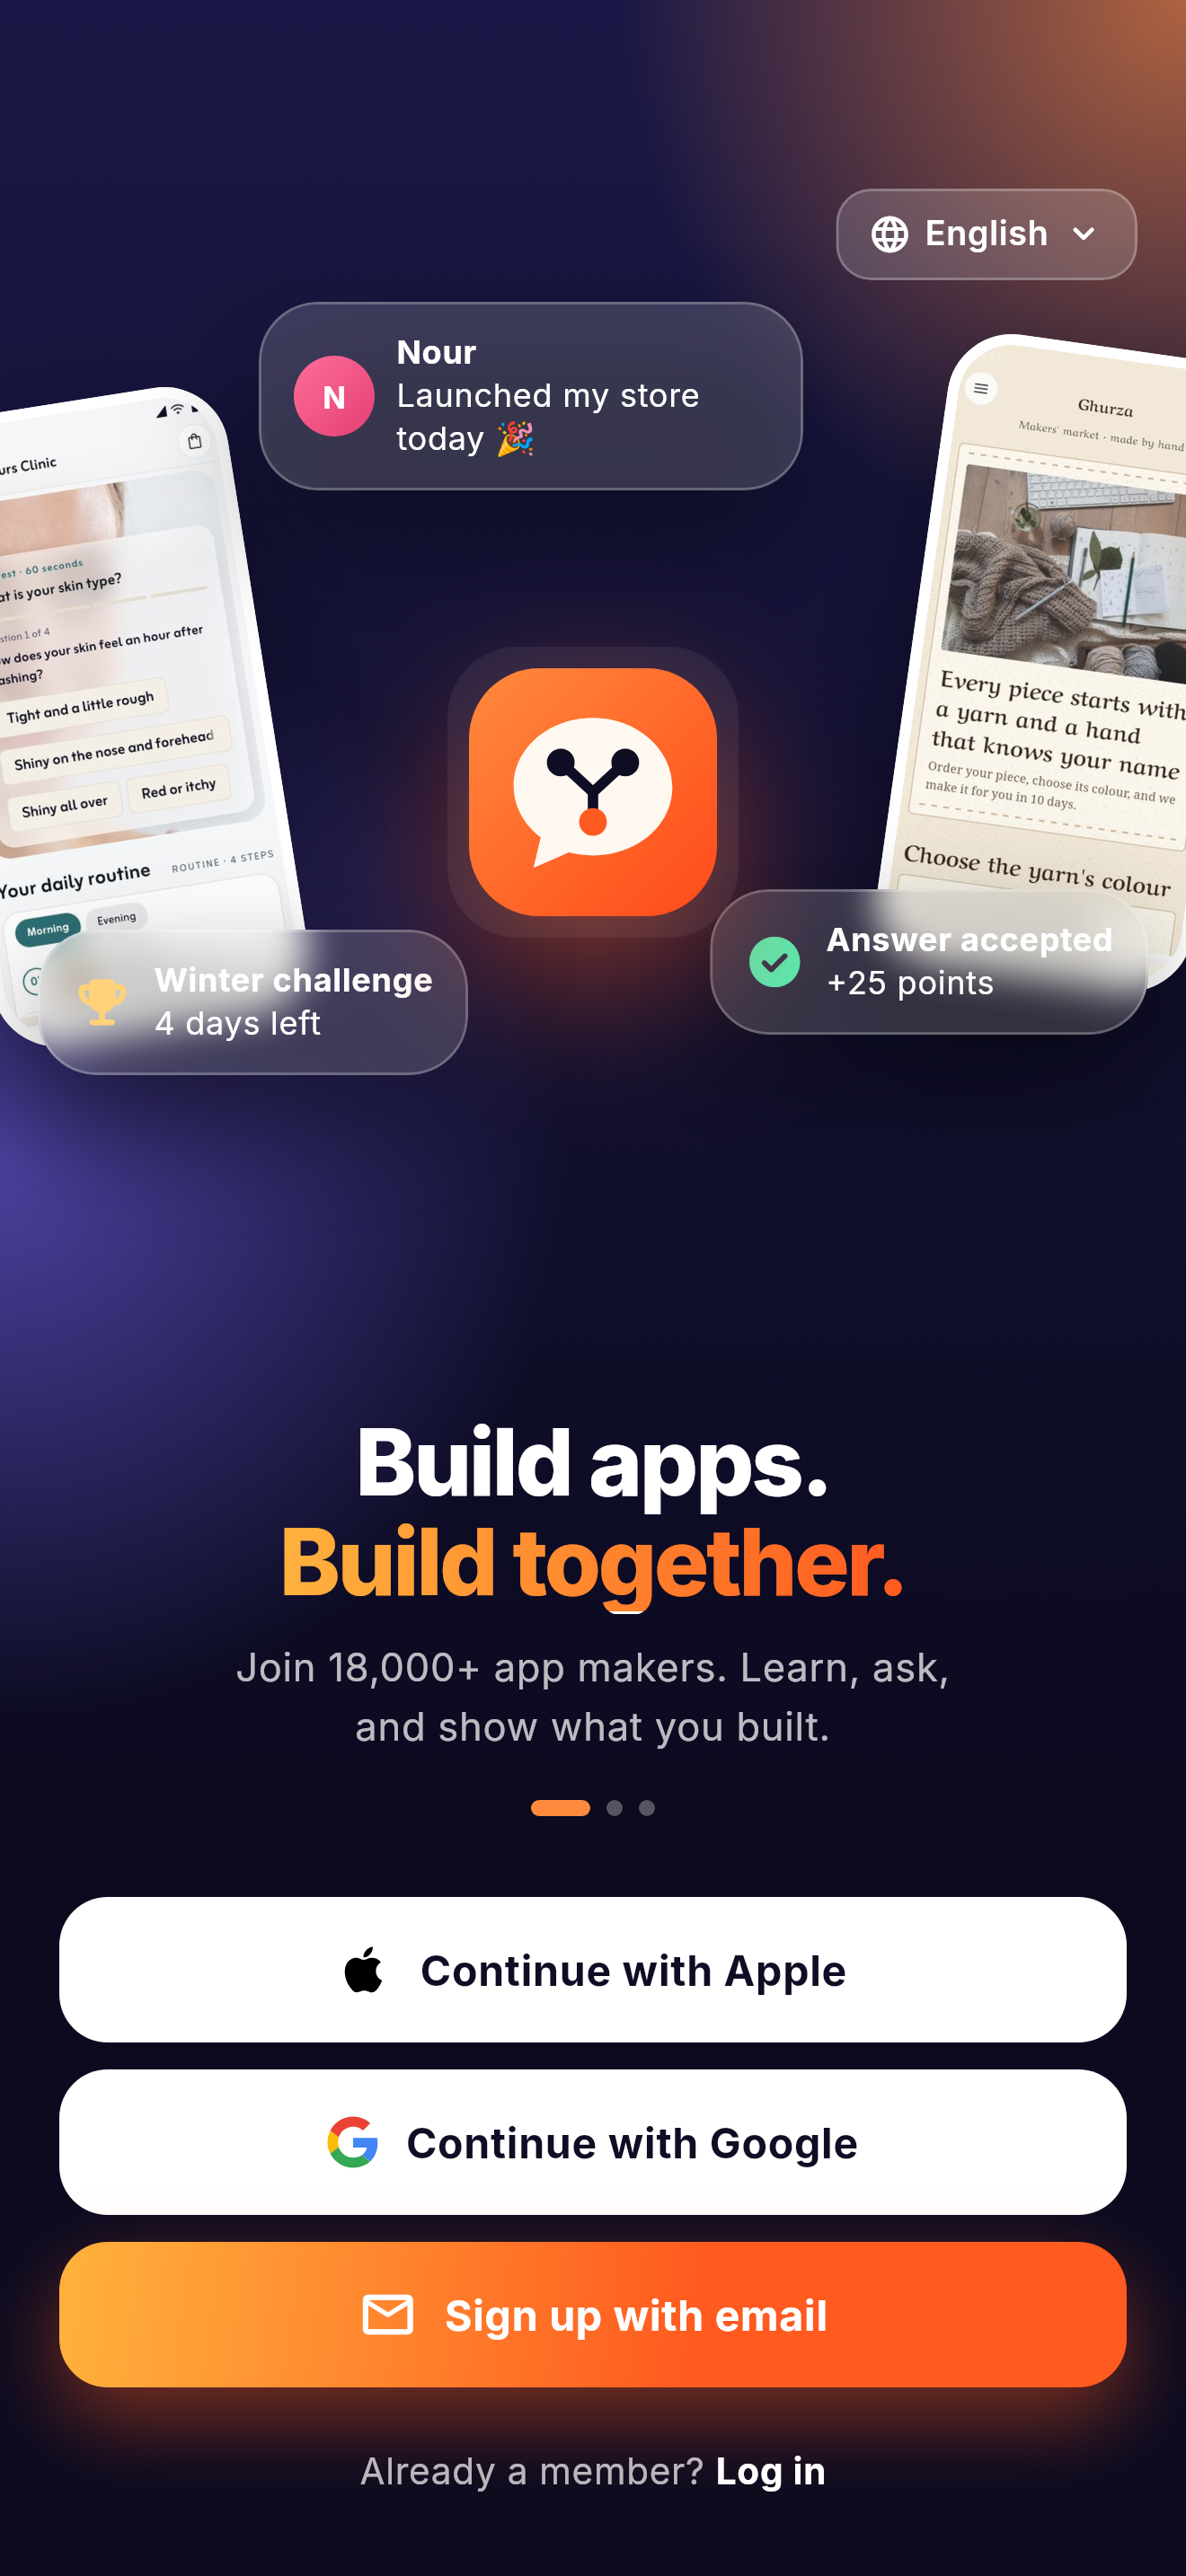 English
Nour
Launched my store
today 🎉
N
urs Clinic
60 seconds
is your skin type?
1 of 4
does your skin feel an hour after
Tight and a little rough
Shiny on the nose and forehead
Shiny all over
Red or itchy
Your daily routine
ROUTINE · 4 STEPS
Morning
Evening
Ghurza
Makers' market · made by hand
Every piece starts with
a yarn and a hand
that knows your name
Order your piece, choose its colour, and we
make it for you in 10 days.
Choose the yarn's colour
Winter challenge
4 days left
Answer accepted
+25 points
Build apps.
Build together.
Join 18,000+ app makers. Learn, ask,
and show what you built.
Continue with Apple
Continue with Google
Sign up with email
Already a member? Log in